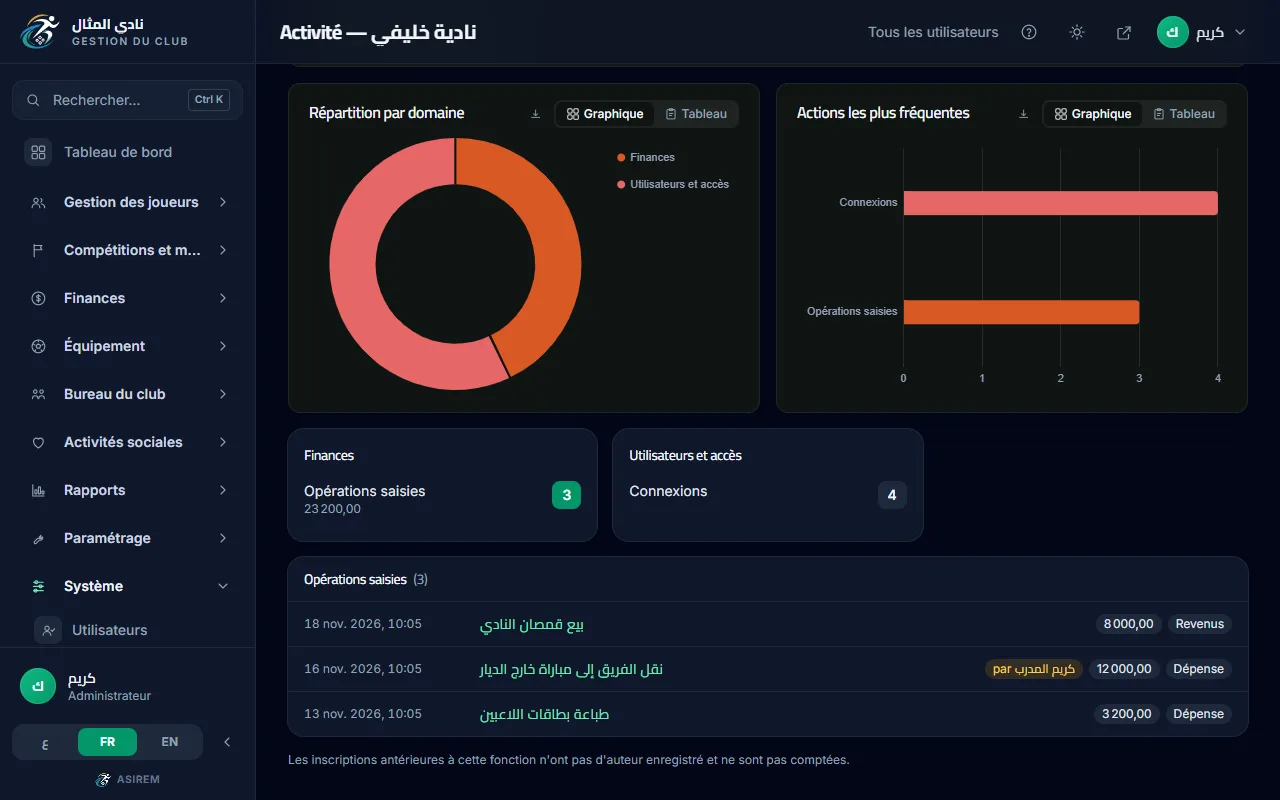 نادي المثال
GESTION DU CLUB
Rechercher...
Ctrl K
Tableau de bord
Gestion des joueurs
Compétitions et m...
Finances
Équipement
Bureau du club
Activités sociales
Rapports
Paramétrage
Système
Utilisateurs
ك
كريم
Administrateur
ع
FR
EN
ASIREM
Activité — نادية خليفي
Tous les utilisateurs
ك
كريم
Répartition par domaine
Graphique
Tableau
Finances
Utilisateurs et accès
Actions les plus fréquentes
Graphique
Tableau
Connexions
Opérations saisies
0 1 2 3 4
Finances
Opérations saisies
3
23 200,00
Utilisateurs et accès
Connexions
4
Opérations saisies (3)
18 nov. 2026, 10:05 بيع قمصان النادي 8 000,00 Revenus
16 nov. 2026, 10:05 نقل الفريق إلى مباراة خارج الديار par كريم المدرب 12 000,00 Dépense
13 nov. 2026, 10:05 طباعة بطاقات اللاعبين 3 200,00 Dépense
Les inscriptions antérieures à cette fonction n'ont pas d'auteur enregistré et ne sont pas comptées.